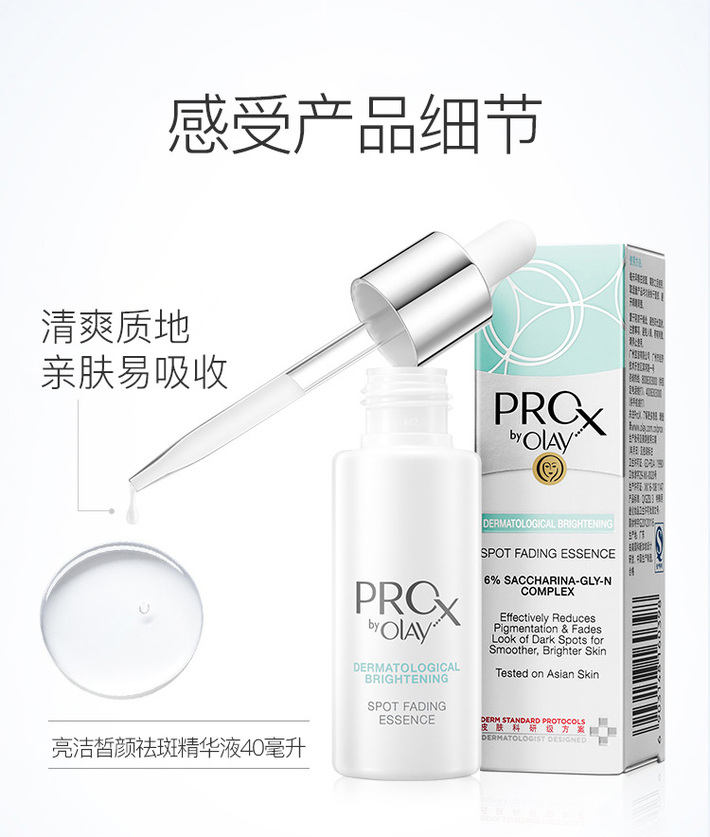 感受产品细节
清爽质地
亲肤易吸收
PROX
by OLAY
DERMATOLOGICAL
BRIGHTENING
SPOT FADING
ESSENCE
PROX
by OLAY
DERMATOLOGICAL BRIGHTENING
SPOT FADING ESSENCE
6% SACCHARINA-GLY-N
COMPLEX
Effectively Reduces
Pigmentation & Fades
Look of Dark Spots for
Smoother, Brighter Skin
Tested on Asian Skin
DERM STANDARD PROTOCOLS
皮肤科研级方案
DERMATOLOGIST DESIGNED
亮洁皙颜祛斑精华液40毫升